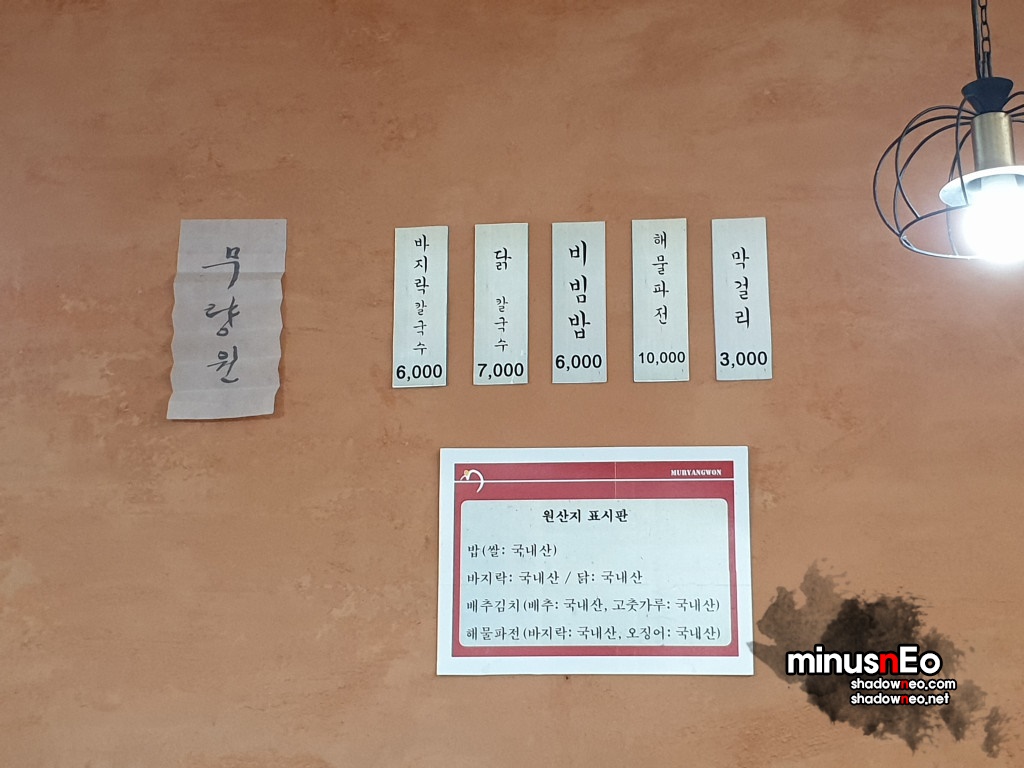 무량원
바지락칼국수
6,000
닭 칼국수
7,000
비빔밥
6,000
해물파전
10,000
막걸리
3,000
MURYANGWON
원산지 표시판
밥(쌀: 국내산)
바지락: 국내산 / 닭: 국내산
배추김치(배추: 국내산, 고춧가루: 국내산)
해물파전(바지락: 국내산, 오징어: 국내산)
minusnEo
shadowneo.com
shadowneo.net